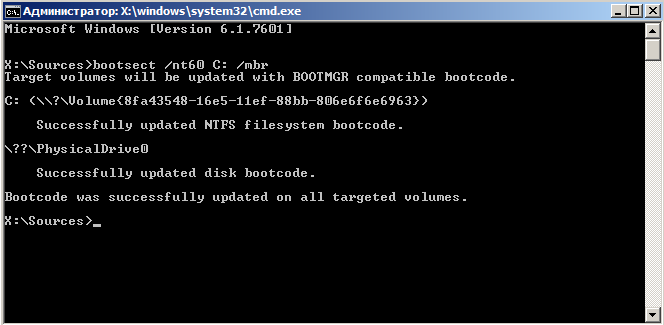 Администратор: X:\windows\system32\cmd.exe
Microsoft Windows [Version 6.1.7601]
X:\Sources>bootsect /nt60 C: /mbr
Target volumes will be updated with BOOTMGR compatible bootcode.
C: (\\?\Volume{8fa43548-16e5-11ef-88bb-806e6f6e6963})
Successfully updated NTFS filesystem bootcode.
\??\PhysicalDrive0
Successfully updated disk bootcode.
Bootcode was successfully updated on all targeted volumes.
X:\Sources>_